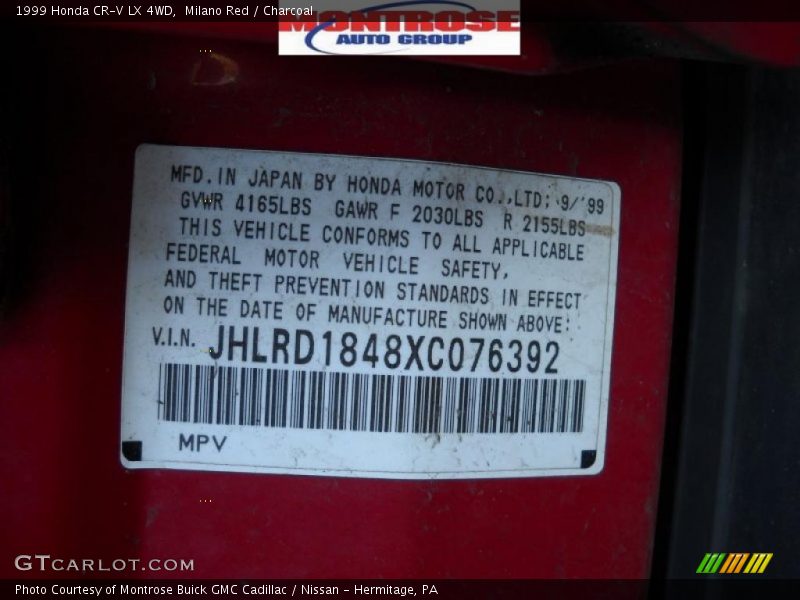 1999 Honda CR-V LX 4WD,  Milano Red / Charcoal
MONTROSE
AUTO GROUP
MFD. IN JAPAN BY HONDA MOTOR CO.,LTD; 9/'99
GVWR 4165LBS GAWR F 2030LBS R 2155LBS
THIS VEHICLE CONFORMS TO ALL APPLICABLE
FEDERAL MOTOR VEHICLE SAFETY,
AND THEFT PREVENTION STANDARDS IN EFFECT
ON THE DATE OF MANUFACTURE SHOWN ABOVE:
V.I.N. JHLRD1848XC076392
MPV
GTCARLOT.COM
Photo Courtesy of Montrose Buick GMC Cadillac / Nissan - Hermitage, PA